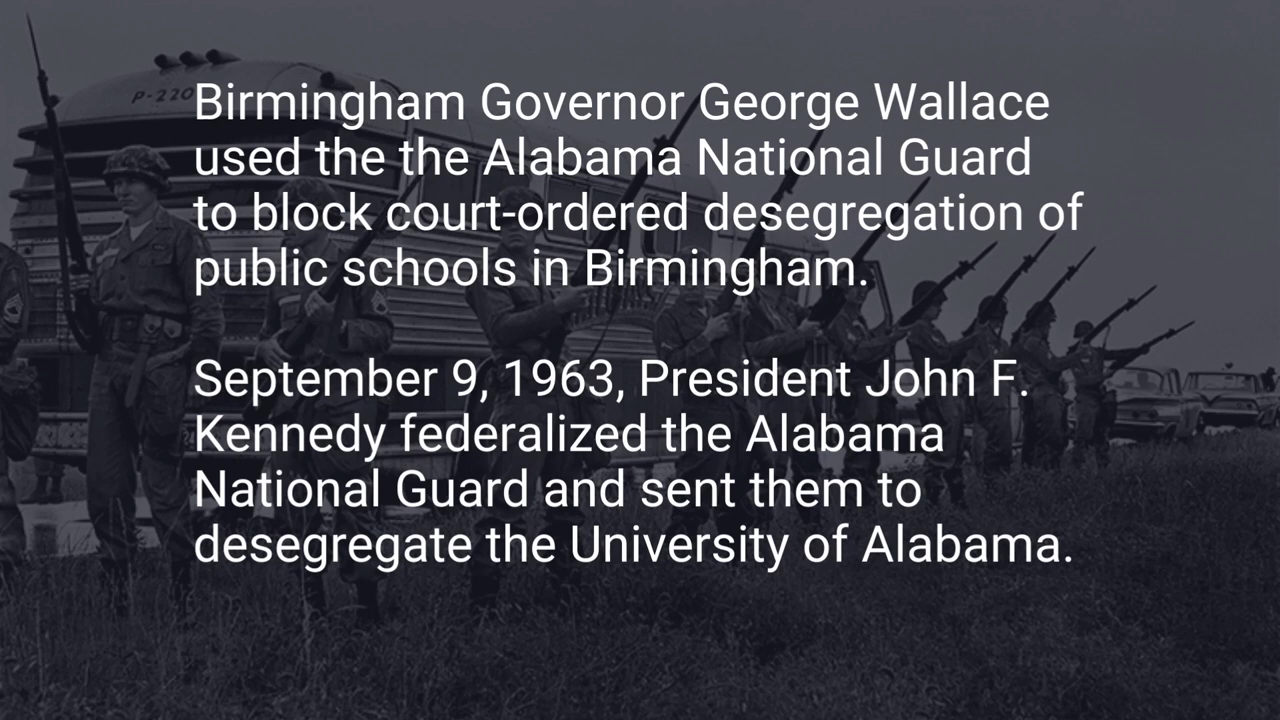 P-220
Birmingham Governor George Wallace
used the the Alabama National Guard
to block court-ordered desegregation of
public schools in Birmingham.
September 9, 1963, President John F.
Kennedy federalized the Alabama
National Guard and sent them to
desegregate the University of Alabama.